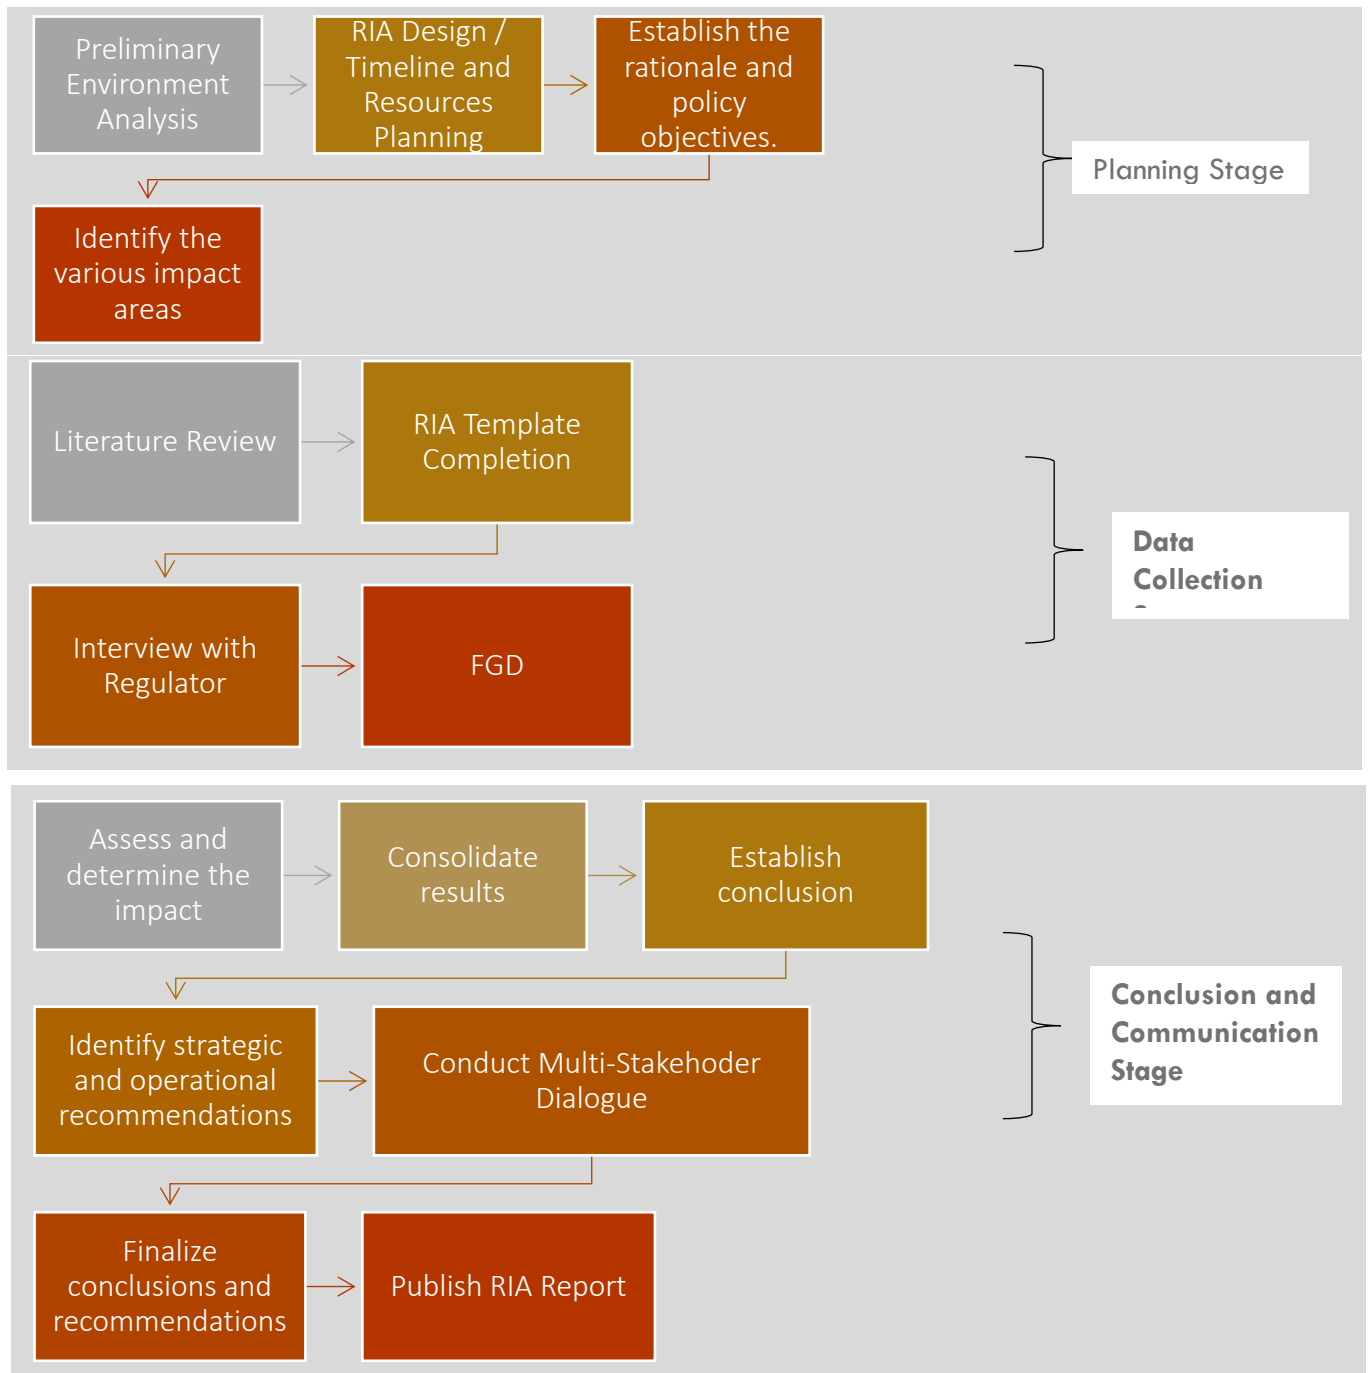 Preliminary
Environment
Analysis
RIA Design /
Timeline and
Resources
Planning
Establish the
rationale and
policy
objectives.
Identify the
various impact
areas
Planning Stage
Literature Review
RIA Template
Completion
Interview with
Regulator
FGD
Data
Collection
Assess and
determine the
impact
Consolidate
results
Establish
conclusion
Identify strategic
and operational
recommendations
Conduct Multi-Stakehoder
Dialogue
Finalize
conclusions and
recommendations
Publish RIA Report
Conclusion and
Communication
Stage